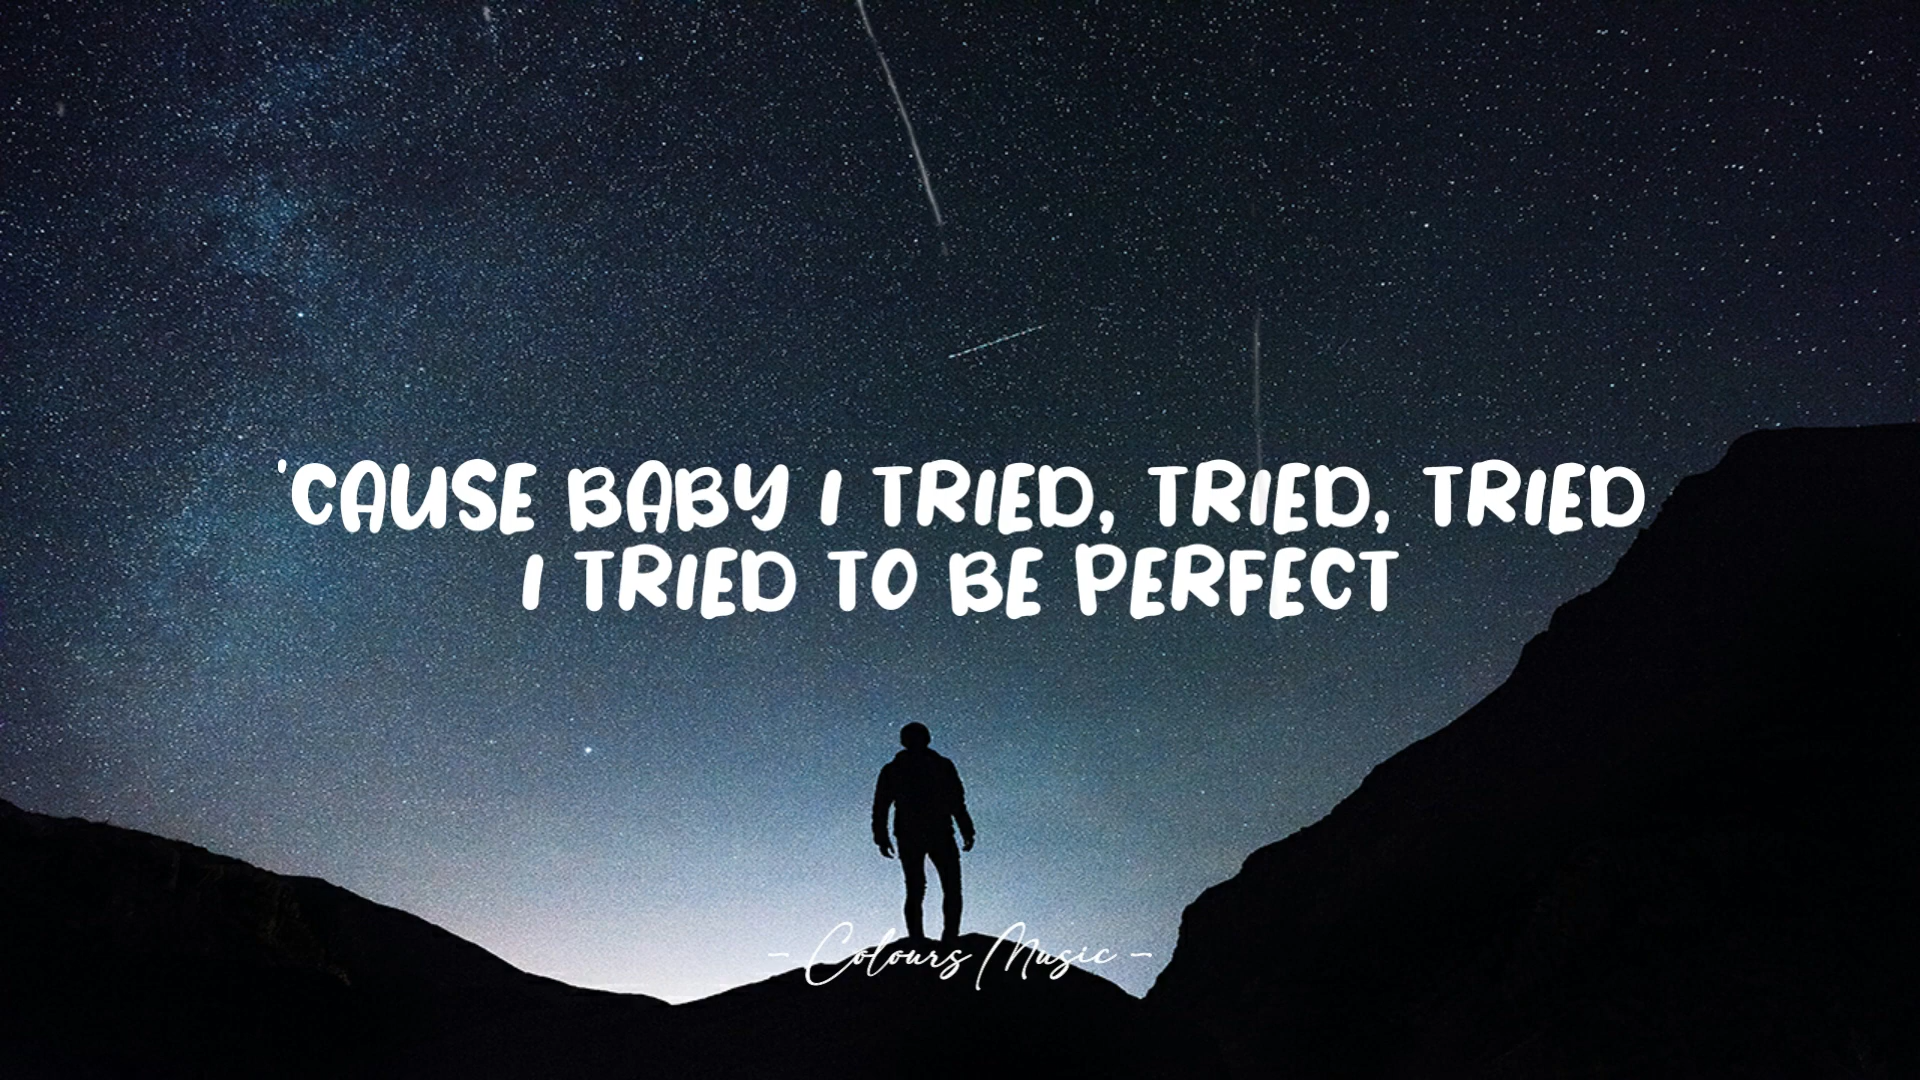 'CAUSE BABY I TRIED, TRIED, TRIED
I TRIED TO BE PERFECT
- Colours Music -